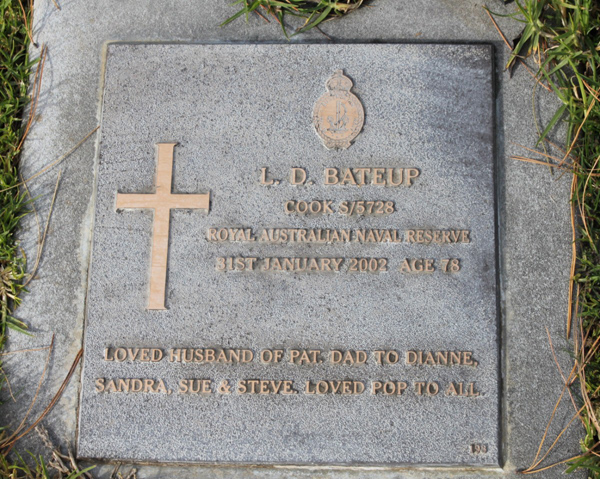 L. D. BATEUP
COOK S/5728
ROYAL AUSTRALIAN NAVAL RESERVE
31ST JANUARY 2002 AGE 78
LOVED HUSBAND OF PAT. DAD TO DIANNE,
SANDRA, SUE & STEVE. LOVED POP TO ALL.